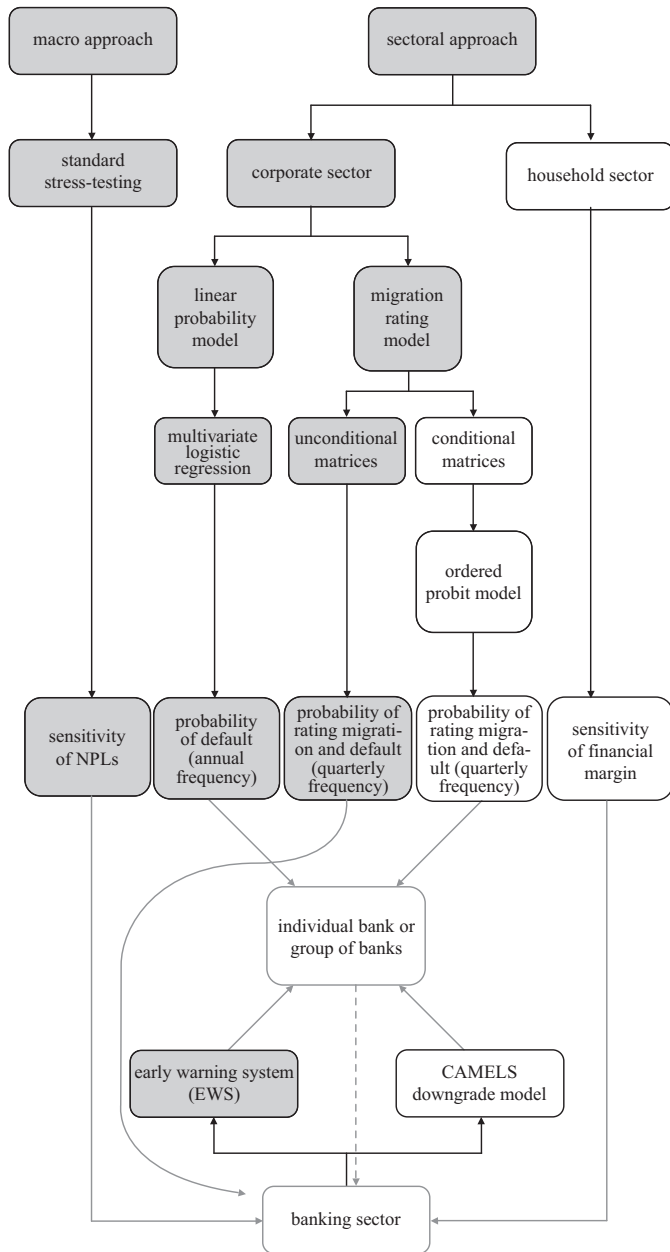 macro approach
sectoral approach
standard
stress-testing
corporate sector
household sector
linear
probability
model
migration
rating
model
multivariate
logistic
regression
unconditional
matrices
conditional
matrices
ordered
probit model
sensitivity
of NPLs
probability
of default
(annual
frequency)
probability of
rating migrati-
on and default
(quarterly
frequency)
probability of
rating migra-
tion and defa-
ult (quarterly
frequency)
sensitivity
of financial
margin
individual bank or
group of banks
early warning system
(EWS)
CAMELS
downgrade model
banking sector